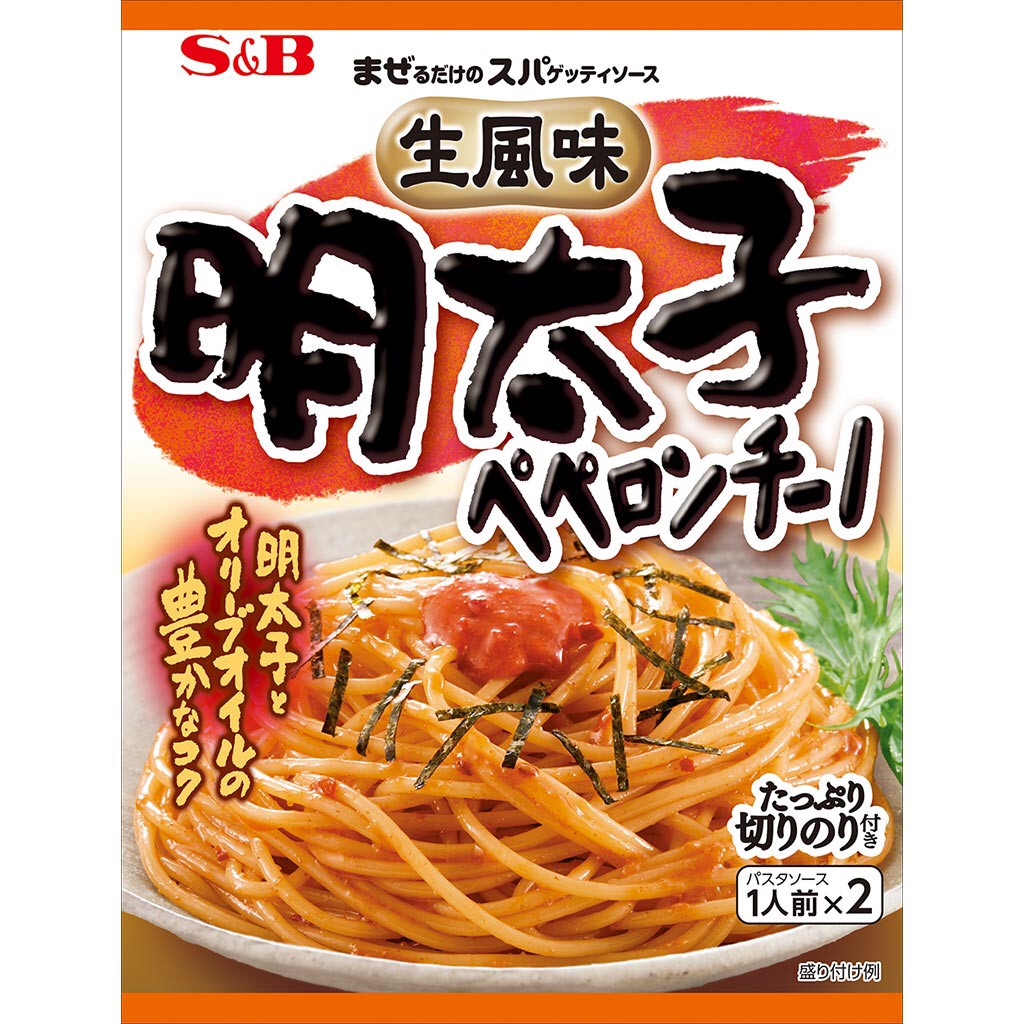 S&B
まぜるだけのスパゲッティソース
生風味
明太子
ペペロンチーノ
明太子と
オリーブオイルの
豊かなコク
たっぷり
切りのり付き
パスタソース
1人前×2
盛り付け例